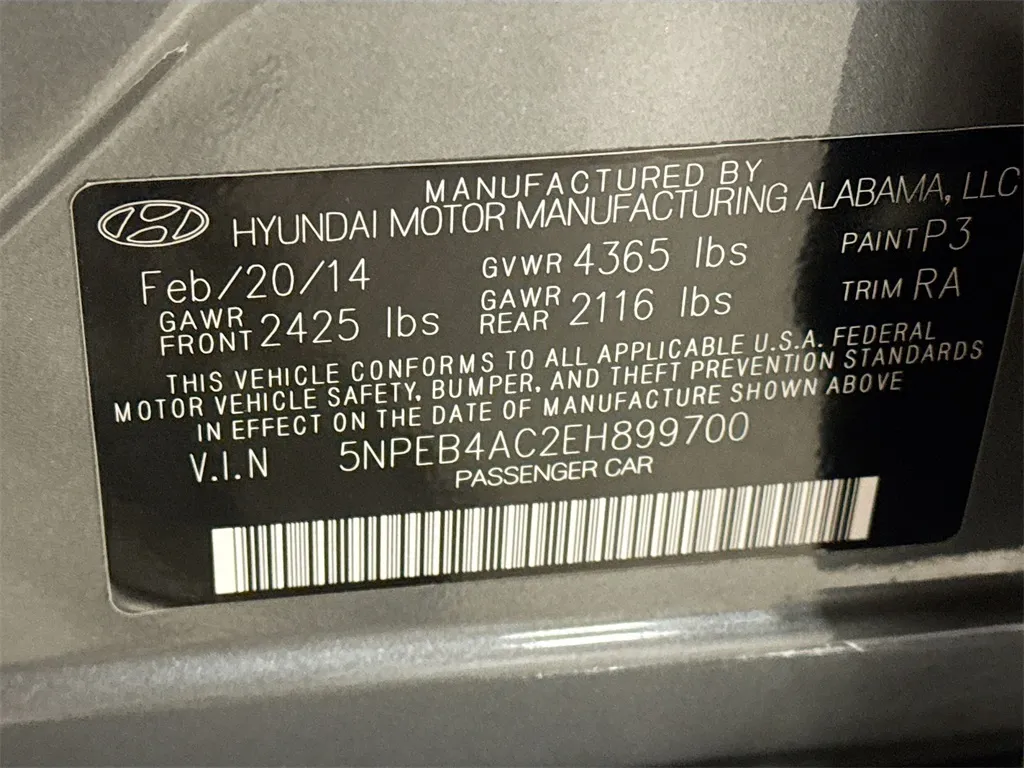 MANUFACTURED BY
HYUNDAI MOTOR MANUFACTURING ALABAMA, LLC
Feb/20/14 GVWR 4365 lbs PAINT P3
GAWR FRONT 2425 lbs GAWR REAR 2116 lbs TRIM RA
THIS VEHICLE CONFORMS TO ALL APPLICABLE U.S.A. FEDERAL
MOTOR VEHICLE SAFETY, BUMPER, AND THEFT PREVENTION STANDARDS
IN EFFECT ON THE DATE OF MANUFACTURE SHOWN ABOVE
V.I.N 5NPEB4AC2EH899700
PASSENGER CAR